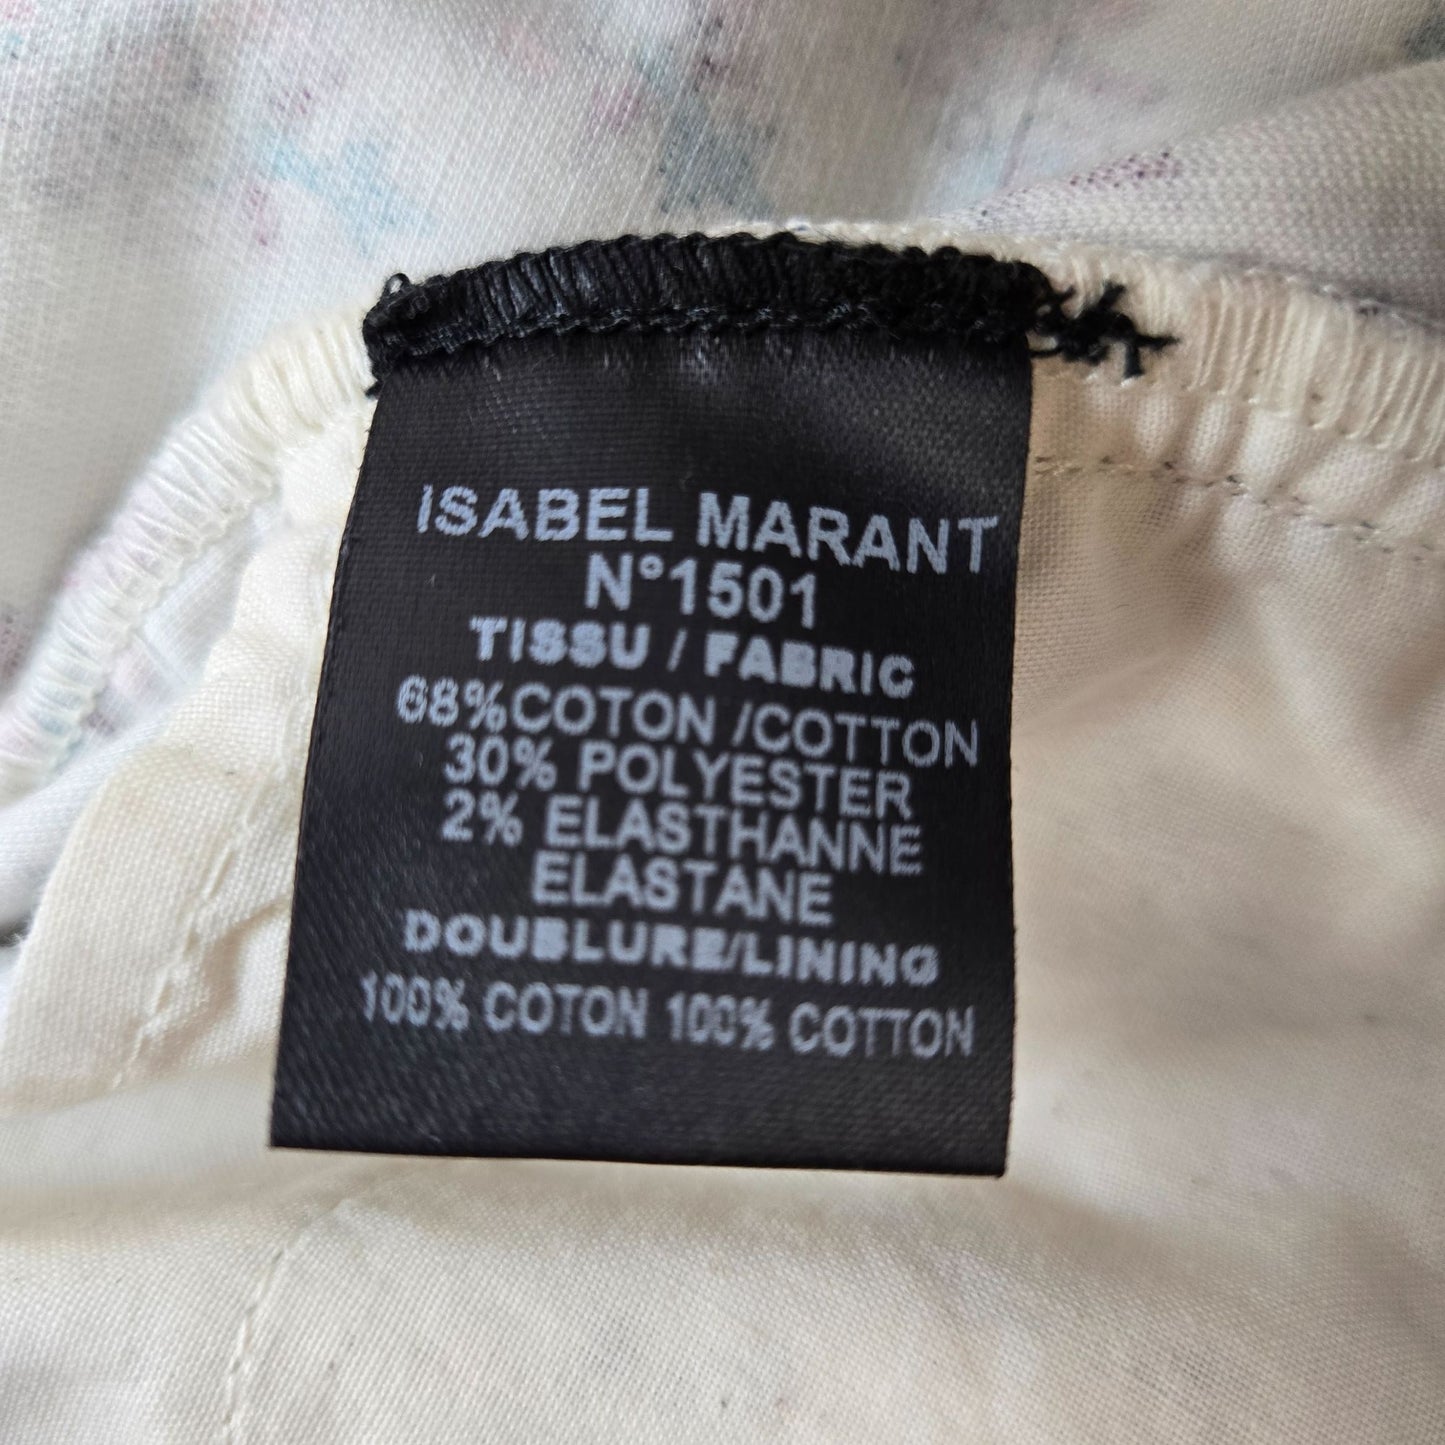 ISABEL MARANT
N°1501
TISSU / FABRIC
68%COTON /COTTON
30% POLYESTER
2% ELASTHANNE
ELASTANE
DOUBLURE/LINING
100% COTON 100% COTTON